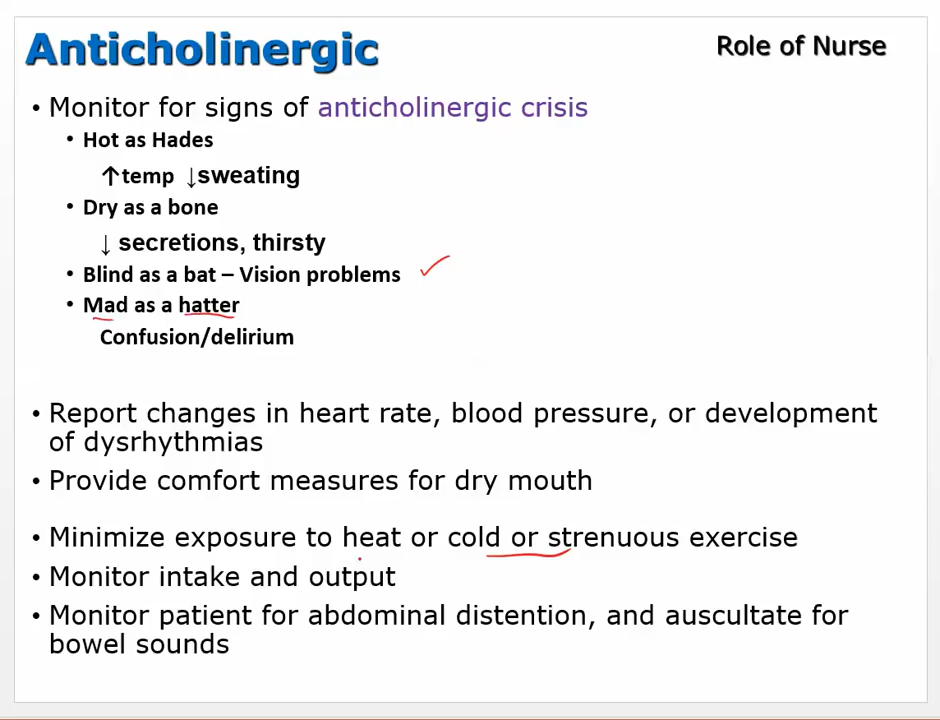 Anticholinergic
Role of Nurse
• Monitor for signs of anticholinergic crisis
• Hot as Hades
↑temp ↓sweating
• Dry as a bone
↓ secretions, thirsty
• Blind as a bat – Vision problems
• Mad as a hatter
Confusion/delirium
• Report changes in heart rate, blood pressure, or development
of dysrhythmias
• Provide comfort measures for dry mouth
• Minimize exposure to heat or cold or strenuous exercise
• Monitor intake and output
• Monitor patient for abdominal distention, and auscultate for
bowel sounds